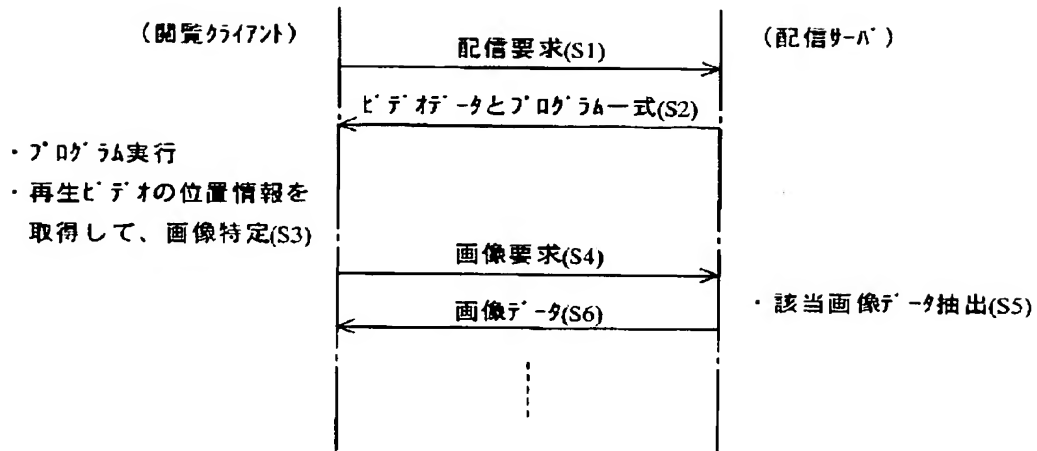 (閲覧ｸﾗｲｱﾝﾄ)
(配信ｻｰﾊﾞ)
配信要求(S1)
ﾋﾞﾃﾞｵﾃﾞｰﾀとﾌﾟﾛｸﾞﾗﾑ一式(S2)
・ﾌﾟﾛｸﾞﾗﾑ実行
・再生ﾋﾞﾃﾞｵの位置情報を
取得して、画像特定(S3)
画像要求(S4)
・該当画像ﾃﾞｰﾀ抽出(S5)
画像ﾃﾞｰﾀ(S6)